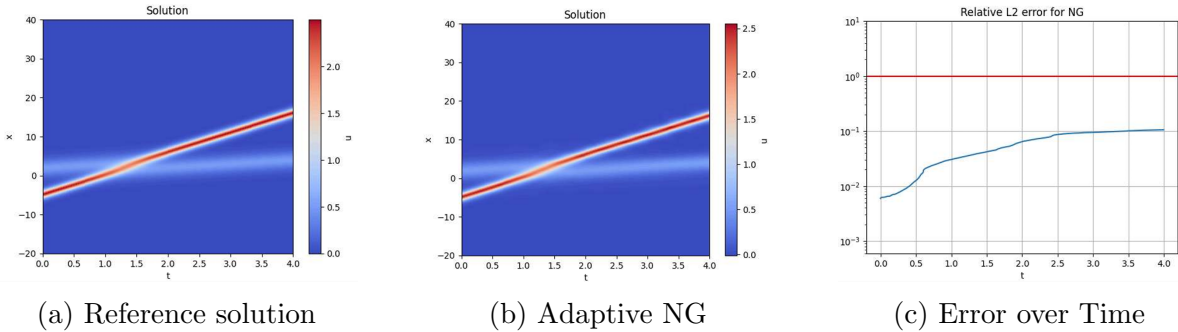 Solution
40
30
20
10
0
−10
−20
x
0.0 0.5 1.0 1.5 2.0 2.5 3.0 3.5 4.0
t
2.0
1.5
1.0
0.5
0.0
u
(a) Reference solution
Solution
40
30
20
10
0
−10
−20
x
0.0 0.5 1.0 1.5 2.0 2.5 3.0 3.5 4.0
t
2.5
2.0
1.5
1.0
0.5
0.0
u
(b) Adaptive NG
Relative L2 error for NG
10¹
10⁰
10⁻¹
10⁻²
10⁻³
0.0 0.5 1.0 1.5 2.0 2.5 3.0 3.5 4.0
t
(c) Error over Time